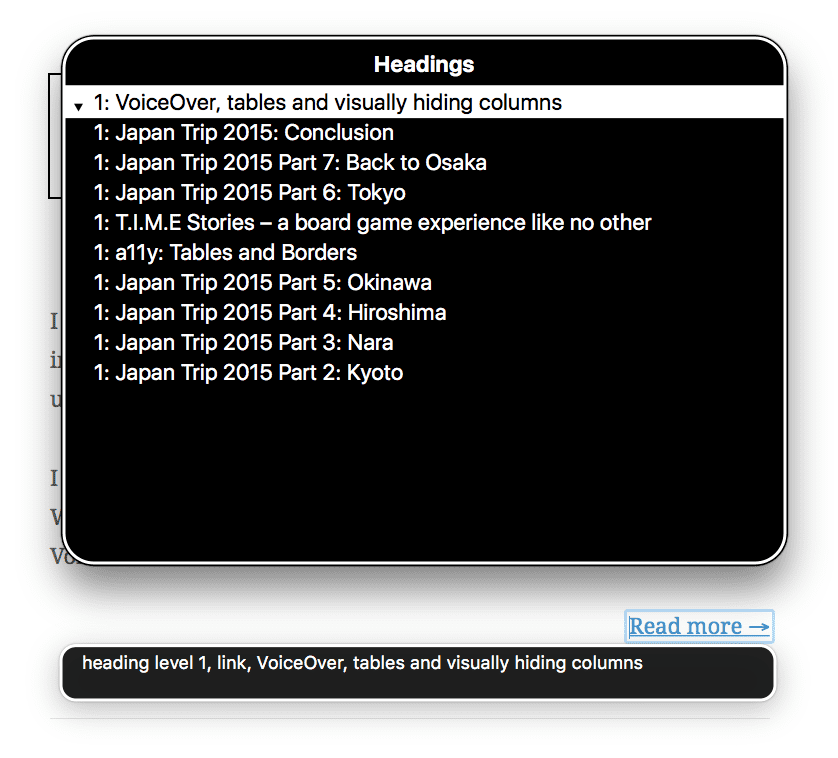 Headings
1: VoiceOver, tables and visually hiding columns
1: Japan Trip 2015: Conclusion
1: Japan Trip 2015 Part 7: Back to Osaka
1: Japan Trip 2015 Part 6: Tokyo
1: T.I.M.E Stories – a board game experience like no other
1: a11y: Tables and Borders
1: Japan Trip 2015 Part 5: Okinawa
1: Japan Trip 2015 Part 4: Hiroshima
1: Japan Trip 2015 Part 3: Nara
1: Japan Trip 2015 Part 2: Kyoto
I
I
Read more →
heading level 1, link, VoiceOver, tables and visually hiding columns